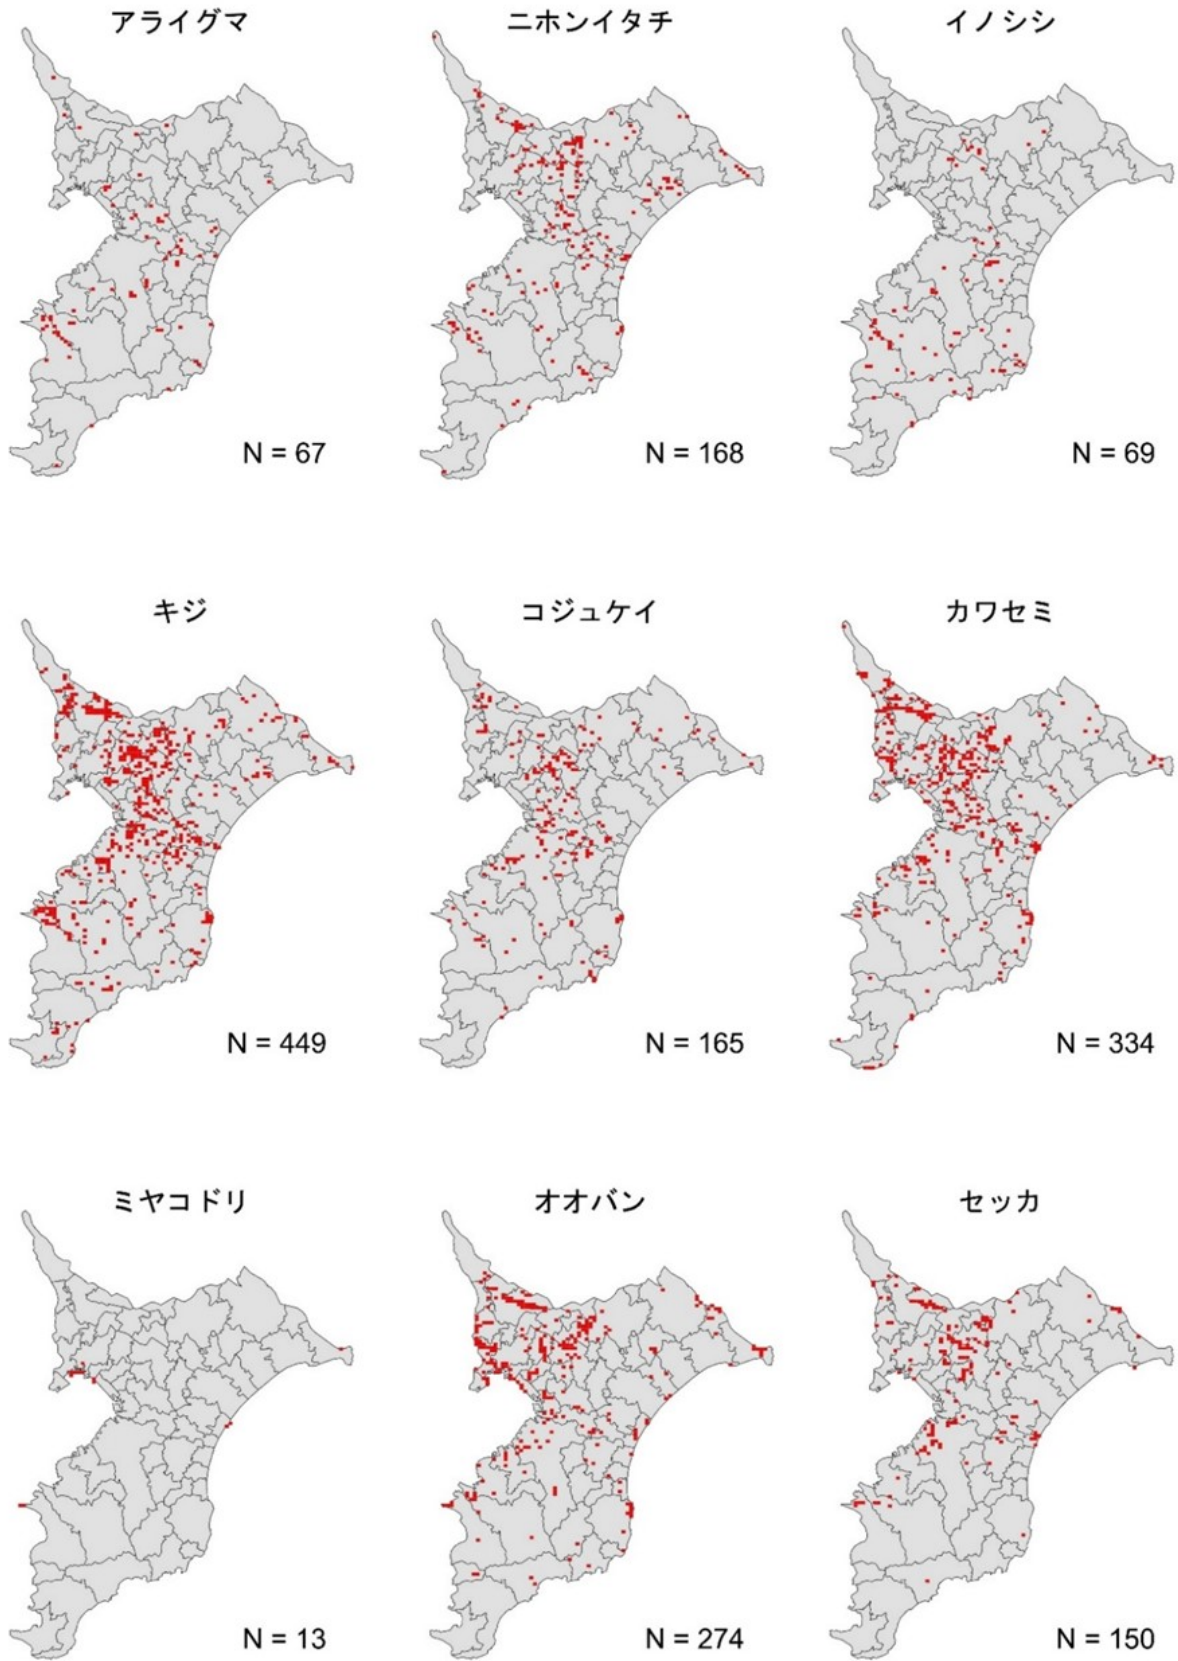 アライグマ
ニホンイタチ
イノシシ
N = 67
N = 168
N = 69
キジ
コジュケイ
カワセミ
N = 449
N = 165
N = 334
ミヤコドリ
オオバン
セッカ
N = 13
N = 274
N = 150